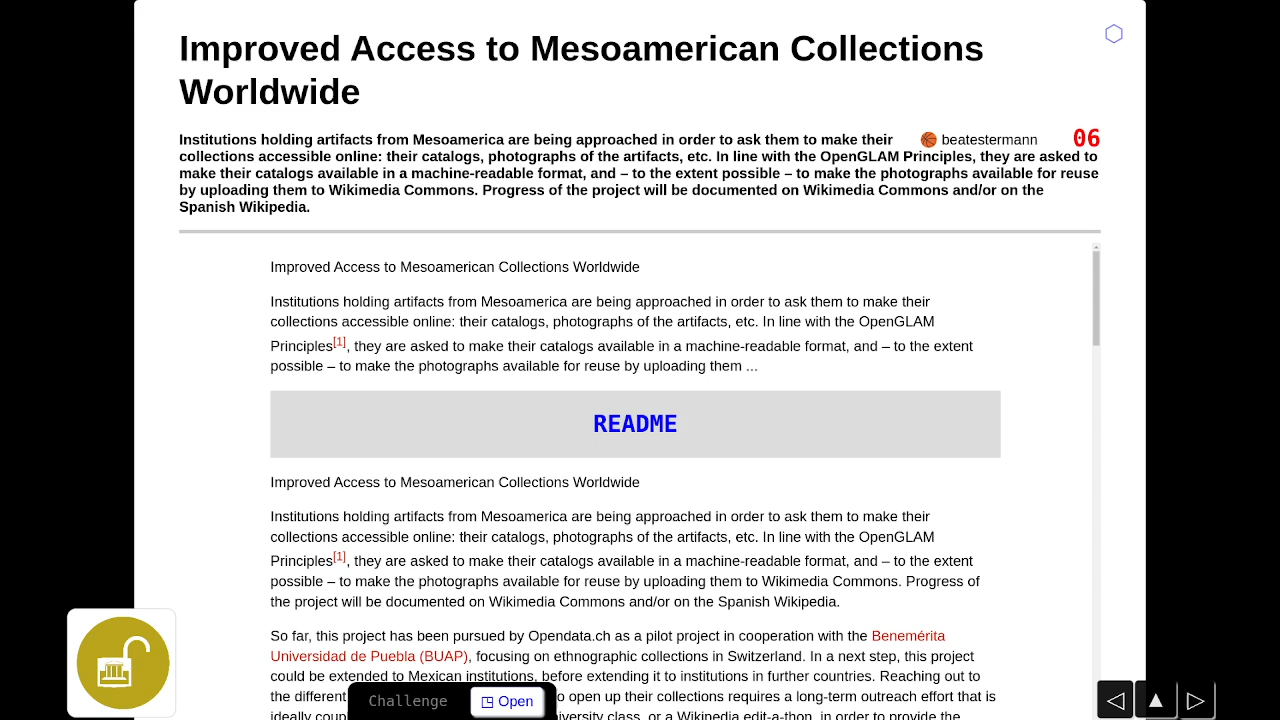 Improved Access to Mesoamerican Collections
Worldwide
Institutions holding artifacts from Mesoamerica are being approached in order to ask them to make their
beatestermann
06
collections accessible online: their catalogs, photographs of the artifacts, etc. In line with the OpenGLAM Principles, they are asked to
make their catalogs available in a machine-readable format, and – to the extent possible – to make the photographs available for reuse
by uploading them to Wikimedia Commons. Progress of the project will be documented on Wikimedia Commons and/or on the
Spanish Wikipedia.
Improved Access to Mesoamerican Collections Worldwide
Institutions holding artifacts from Mesoamerica are being approached in order to ask them to make their
collections accessible online: their catalogs, photographs of the artifacts, etc. In line with the OpenGLAM
Principles[1], they are asked to make their catalogs available in a machine-readable format, and – to the extent
possible – to make the photographs available for reuse by uploading them ...
README
Improved Access to Mesoamerican Collections Worldwide
Institutions holding artifacts from Mesoamerica are being approached in order to ask them to make their
collections accessible online: their catalogs, photographs of the artifacts, etc. In line with the OpenGLAM
Principles[1], they are asked to make their catalogs available in a machine-readable format, and – to the extent
possible – to make the photographs available for reuse by uploading them to Wikimedia Commons. Progress of
the project will be documented on Wikimedia Commons and/or on the Spanish Wikipedia.
So far, this project has been pursued by Opendata.ch as a pilot project in cooperation with the Benemérita
Universidad de Puebla (BUAP), focusing on ethnographic collections in Switzerland. In a next step, this project
could be extended to Mexican institutions, before extending it to institutions in further countries. Reaching out to
the different o open up their collections requires a long-term outreach effort that is
ideally coup iversity class, or a Wikipedia edit-a-thon, in order to provide the
Challenge
Open